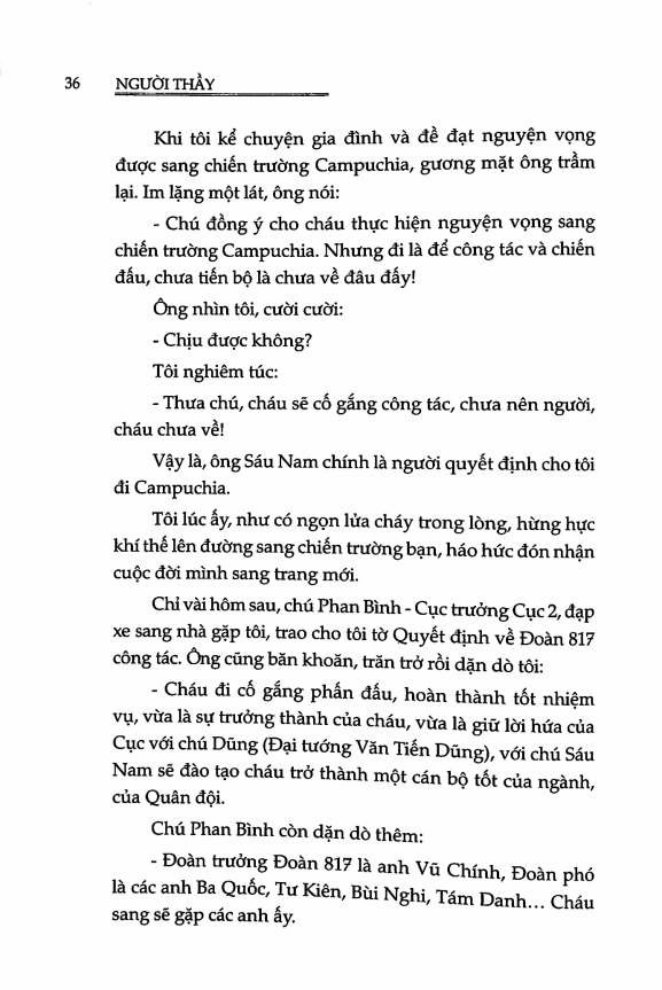 36 NGƯỜI THẦY
Khi tôi kể chuyện gia đình và đề đạt nguyện vọng
được sang chiến trường Campuchia, gương mặt ông trầm
lại. Im lặng một lát, ông nói:
- Chú đồng ý cho cháu thực hiện nguyện vọng sang
chiến trường Campuchia. Nhưng đi là để công tác và chiến
đấu, chưa tiến bộ là chưa về đâu đấy!
Ông nhìn tôi, cười cười:
- Chịu được không?
Tôi nghiêm túc:
- Thưa chú, cháu sẽ cố gắng công tác, chưa nên người,
cháu chưa về!
Vậy là, ông Sáu Nam chính là người quyết định cho tôi
đi Campuchia.
Tôi lúc ấy, như có ngọn lửa cháy trong lòng, hừng hực
khí thế lên đường sang chiến trường bạn, háo hức đón nhận
cuộc đời mình sang trang mới.
Chỉ vài hôm sau, chú Phan Bình - Cục trưởng Cục 2, đạp
xe sang nhà gặp tôi, trao cho tôi tờ Quyết định về Đoàn 817
công tác. Ông cũng băn khoăn, trăn trở rồi dặn dò tôi:
- Cháu đi cố gắng phấn đấu, hoàn thành tốt nhiệm
vụ, vừa là sự trưởng thành của cháu, vừa là giữ lời hứa của
Cục với chú Dũng (Đại tướng Văn Tiến Dũng), với chú Sáu
Nam sẽ đào tạo cháu trở thành một cán bộ tốt của ngành,
của Quân đội.
Chú Phan Bình còn dặn dò thêm:
- Đoàn trưởng Đoàn 817 là anh Vũ Chính, Đoàn phó
là các anh Ba Quốc, Tư Kiên, Bùi Nghi, Tám Danh... Cháu
sang sẽ gặp các anh ấy.